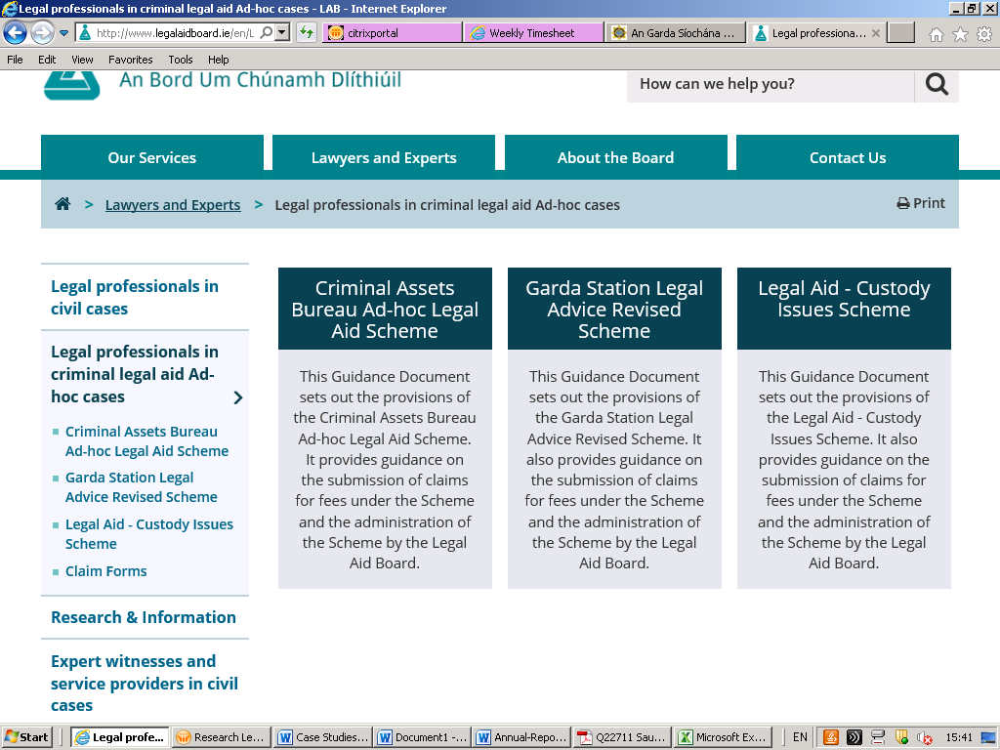 Legal professionals in criminal legal aid Ad-hoc cases - LAB - Internet Explorer
http://www.legalaidboard.ie/en/L
citrixportal
Weekly Timesheet
An Garda Síochána ...
Legal professiona...
File Edit View Favorites Tools Help
An Bord Um Chúnamh Dlíthiúil
How can we help you?
Our Services
Lawyers and Experts
About the Board
Contact Us
> Lawyers and Experts > Legal professionals in criminal legal aid Ad-hoc cases
Print
Legal professionals in
civil cases
Legal professionals in
criminal legal aid Ad-
hoc cases
Criminal Assets Bureau
Ad-hoc Legal Aid Scheme
Garda Station Legal
Advice Revised Scheme
Legal Aid - Custody Issues
Scheme
Claim Forms
Research & Information
Expert witnesses and
service providers in civil
cases
Criminal Assets
Bureau Ad-hoc Legal
Aid Scheme
This Guidance Document
sets out the provisions of
the Criminal Assets Bureau
Ad-hoc Legal Aid Scheme.
It provides guidance on
the submission of claims
for fees under the Scheme
and the administration of
the Scheme by the Legal
Aid Board.
Garda Station Legal
Advice Revised
Scheme
This Guidance Document
sets out the provisions of
the Garda Station Legal
Advice Revised Scheme. It
also provides guidance on
the submission of claims
for fees under the Scheme
and the administration of
the Scheme by the Legal
Aid Board.
Legal Aid - Custody
Issues Scheme
This Guidance Document
sets out the provisions of
the Legal Aid - Custody
Issues Scheme. It also
provides guidance on the
submission of claims for
fees under the Scheme
and the administration of
the Scheme by the Legal
Aid Board.
Start
Legal profe...
Research Le...
Case Studies...
Document1 -...
Annual-Repo...
Q22711 Sau...
Microsoft Ex...
EN
15:41